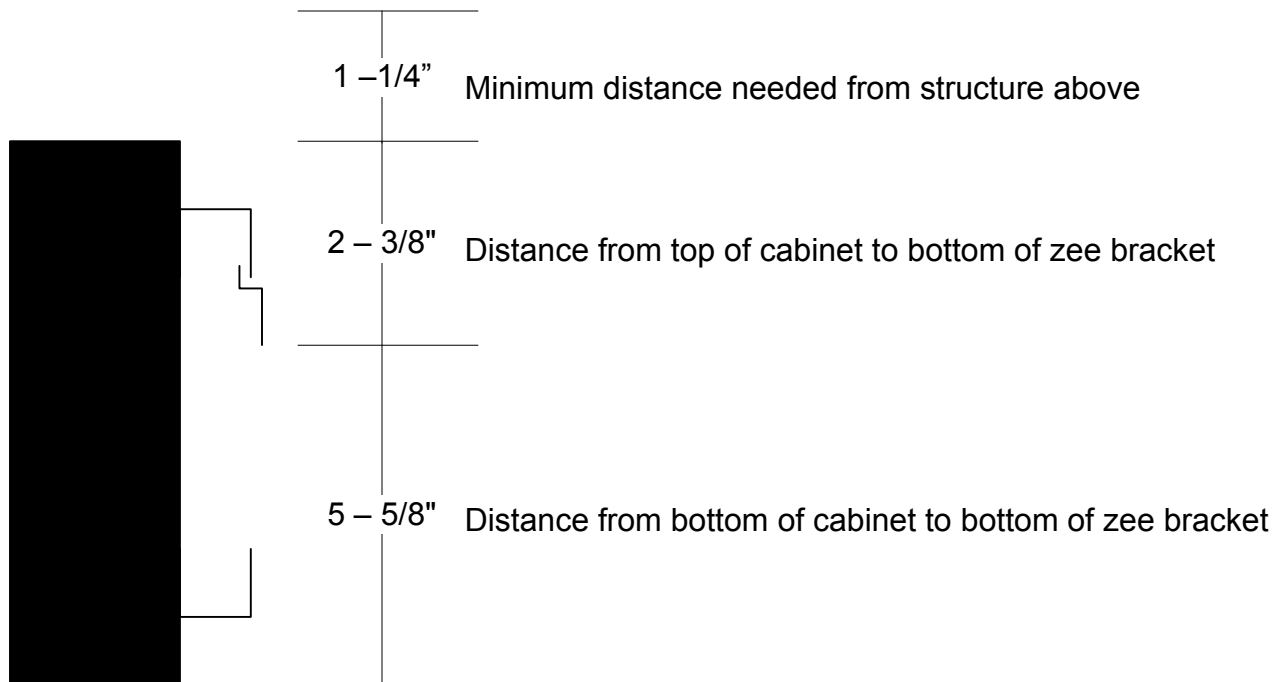 1 –1/4” Minimum distance needed from structure above
2 – 3/8" Distance from top of cabinet to bottom of zee bracket
5 – 5/8" Distance from bottom of cabinet to bottom of zee bracket